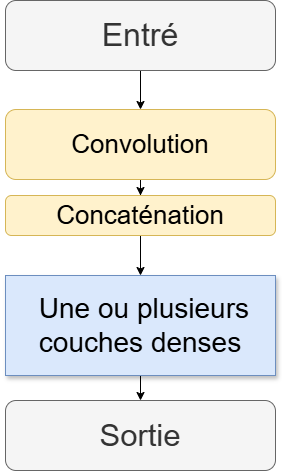 Entré
Convolution
Concaténation
Une ou plusieurs
couches denses
Sortie